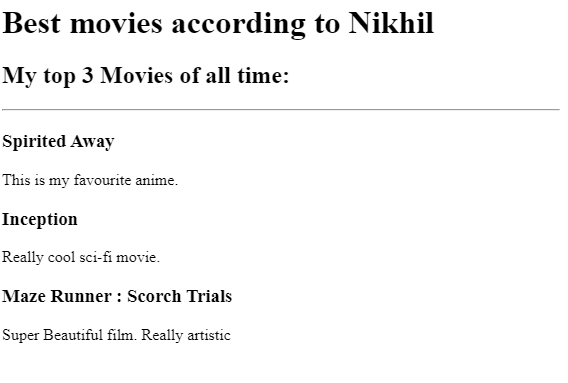 Best movies according to Nikhil
My top 3 Movies of all time:
Spirited Away
This is my favourite anime.
Inception
Really cool sci-fi movie.
Maze Runner : Scorch Trials
Super Beautiful film. Really artistic